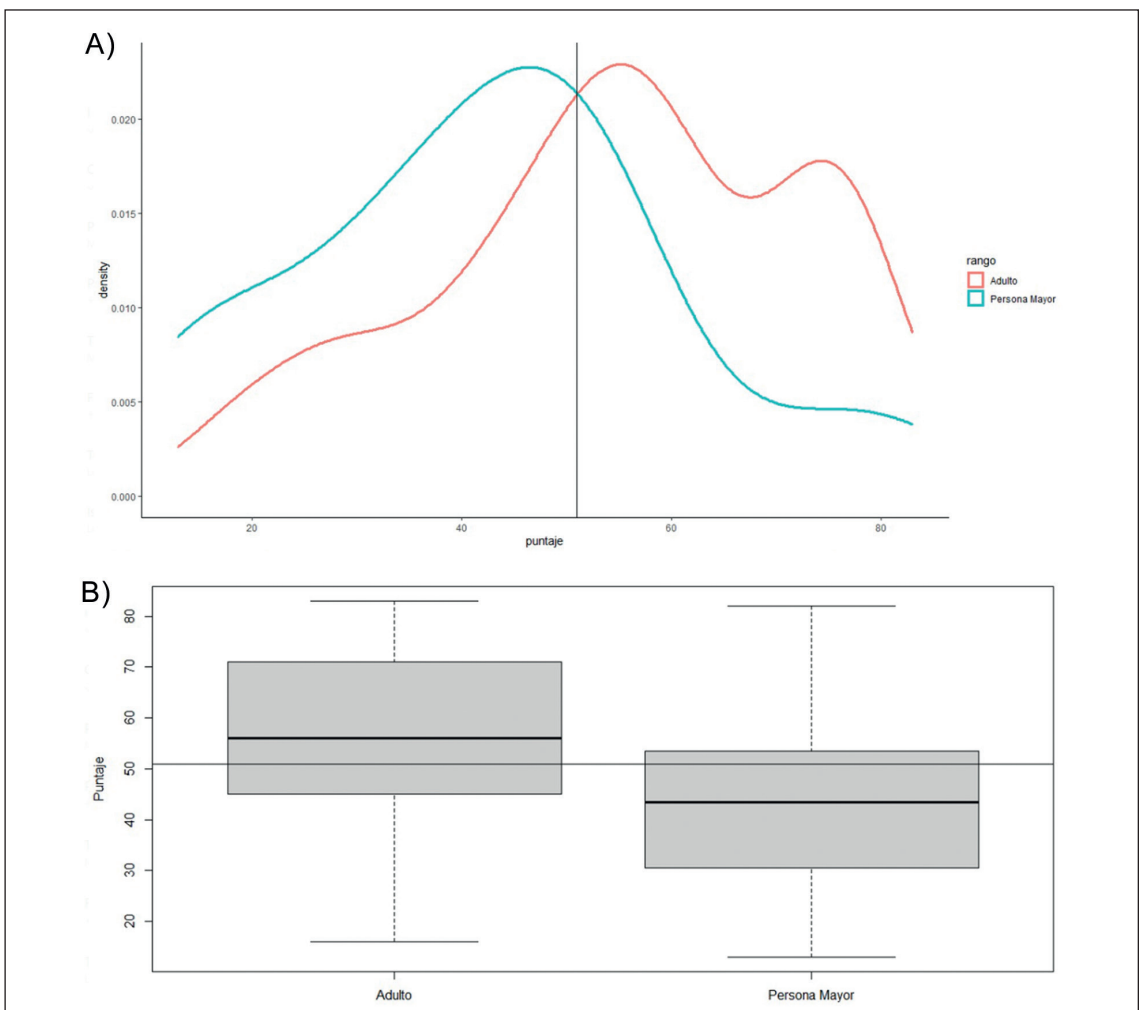 A)
0.020
0.015
0.010
0.005
0.000
density
20 40 60 80
puntaje
rango
Adulto
Persona Mayor
B)
80
70
60
50
40
30
20
Puntaje
Adulto Persona Mayor